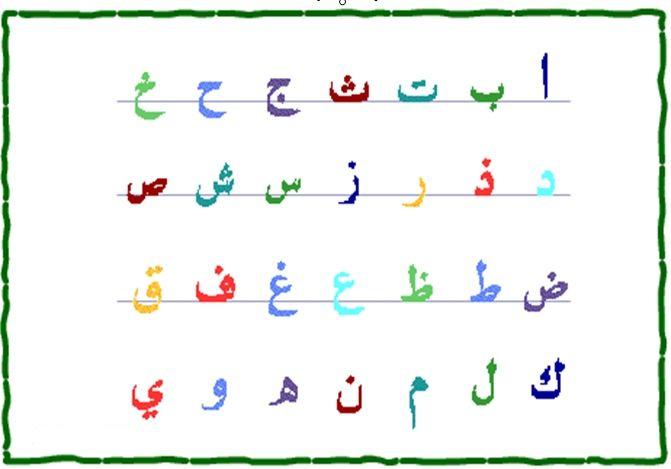 ا ب ت ث ج ح خ
د ذ ر ز س ش ص
ض ط ظ ع غ ف ق
ك ل م ن ه و ي